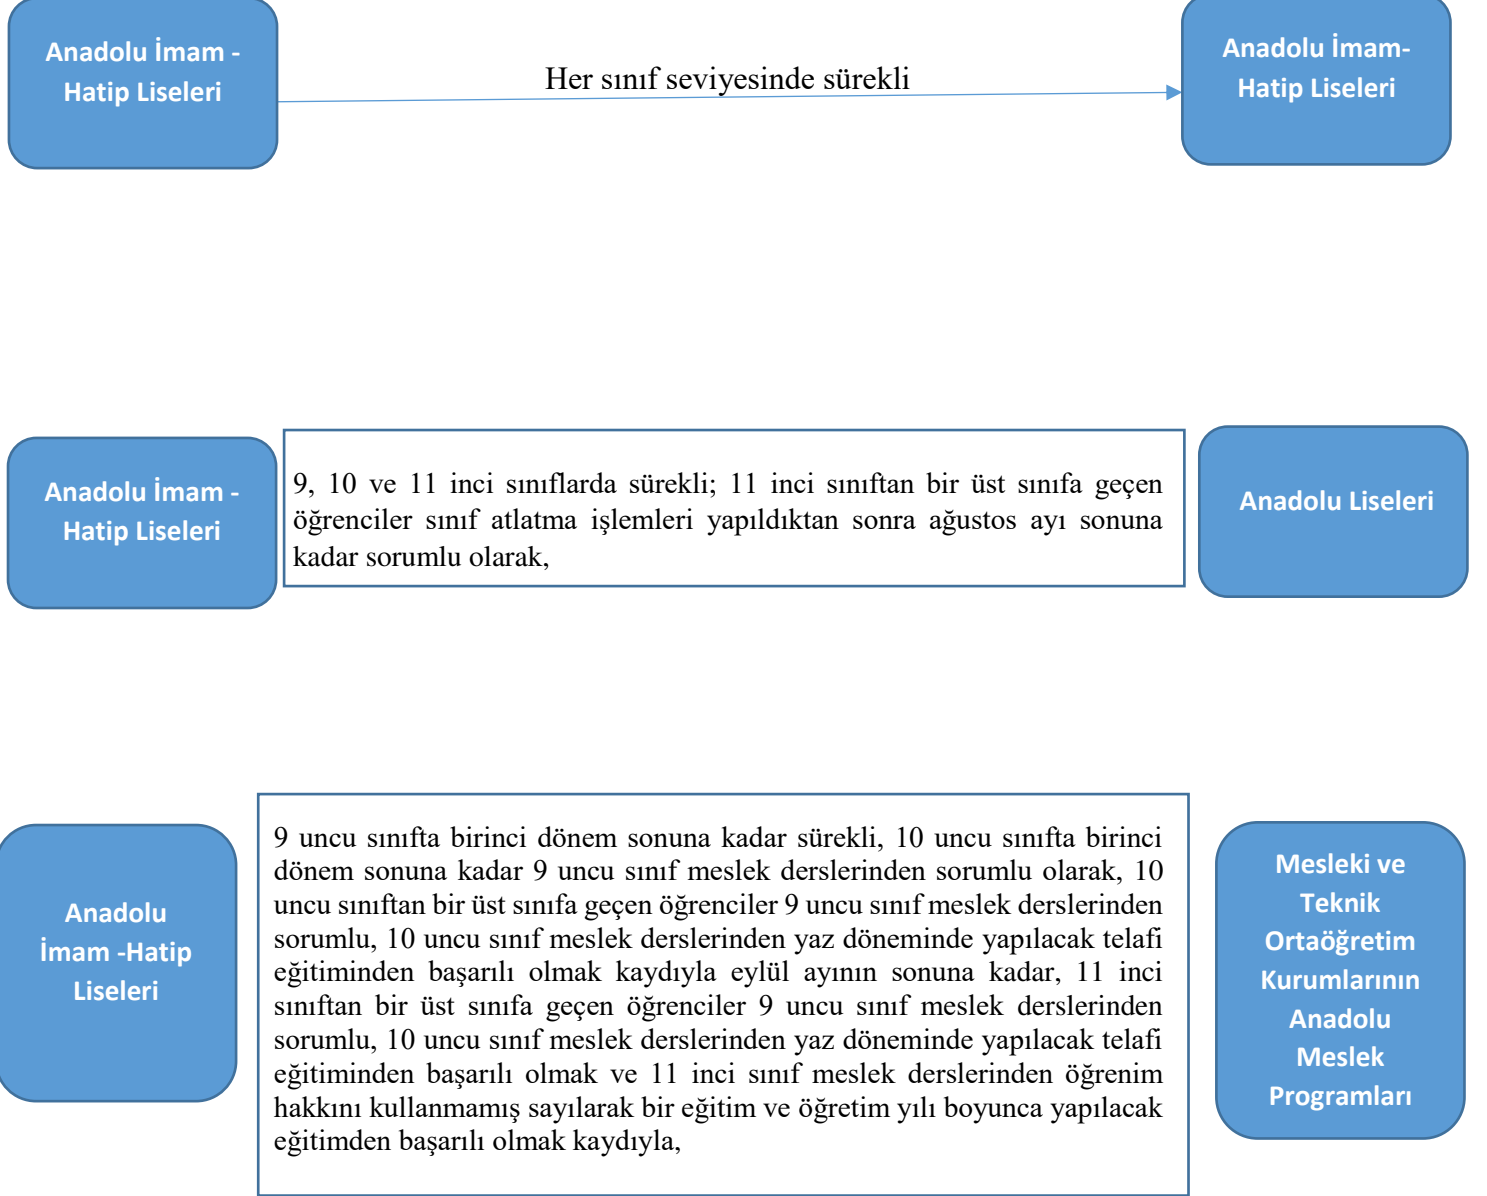 Anadolu İmam -
Hatip Liseleri
Her sınıf seviyesinde sürekli
Anadolu İmam-
Hatip Liseleri
Anadolu İmam -
Hatip Liseleri
9, 10 ve 11 inci sınıflarda sürekli; 11 inci sınıftan bir üst sınıfa geçen
öğrenciler sınıf atlatma işlemleri yapıldıktan sonra ağustos ayı sonuna
kadar sorumlu olarak,
Anadolu Liseleri
Anadolu
İmam -Hatip
Liseleri
9 uncu sınıfta birinci dönem sonuna kadar sürekli, 10 uncu sınıfta birinci
dönem sonuna kadar 9 uncu sınıf meslek derslerinden sorumlu olarak, 10
uncu sınıftan bir üst sınıfa geçen öğrenciler 9 uncu sınıf meslek derslerinden
sorumlu, 10 uncu sınıf meslek derslerinden yaz döneminde yapılacak telafi
eğitiminden başarılı olmak kaydıyla eylül ayının sonuna kadar, 11 inci
sınıftan bir üst sınıfa geçen öğrenciler 9 uncu sınıf meslek derslerinden
sorumlu, 10 uncu sınıf meslek derslerinden yaz döneminde yapılacak telafi
eğitiminden başarılı olmak ve 11 inci sınıf meslek derslerinden öğrenim
hakkını kullanmamış sayılarak bir eğitim ve öğretim yılı boyunca yapılacak
eğitimden başarılı olmak kaydıyla,
Mesleki ve
Teknik
Ortaöğretim
Kurumlarının
Anadolu
Meslek
Programları